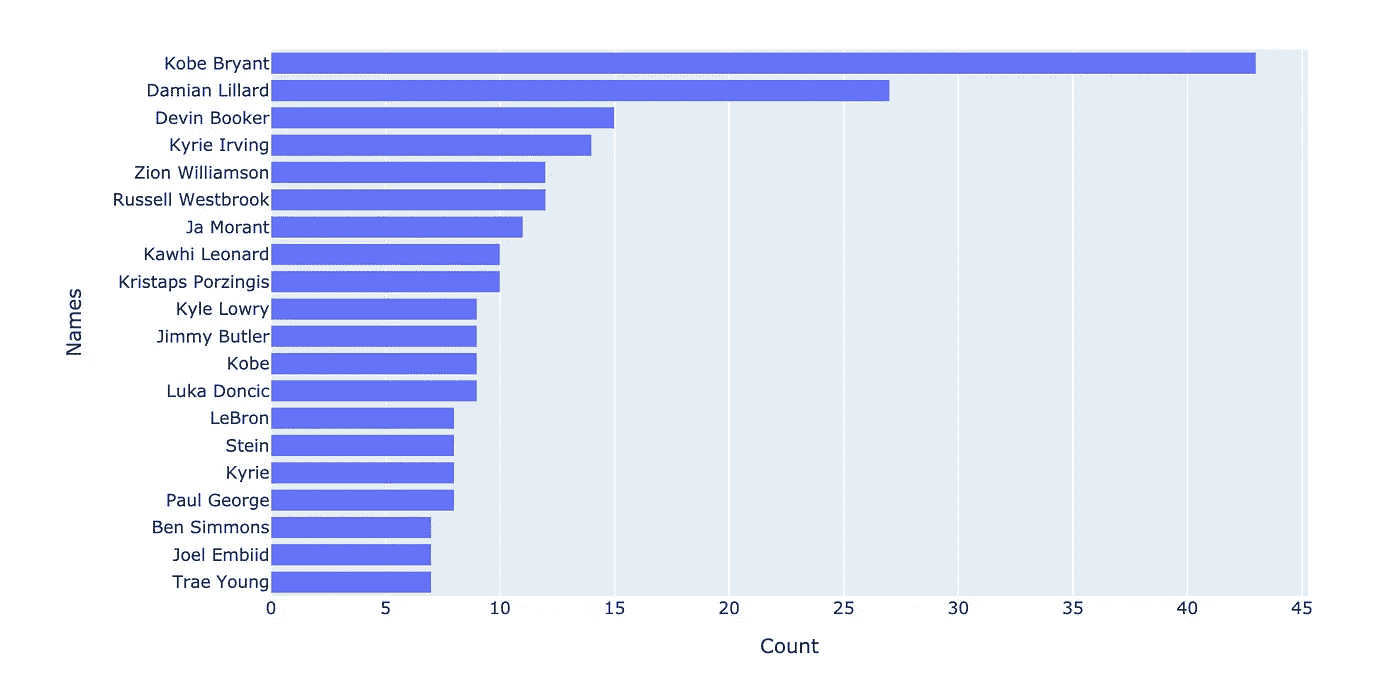 Kobe Bryant
Damian Lillard
Devin Booker
Kyrie Irving
Zion Williamson
Russell Westbrook
Ja Morant
Kawhi Leonard
Kristaps Porzingis
Kyle Lowry
Jimmy Butler
Kobe
Luka Doncic
LeBron
Stein
Kyrie
Paul George
Ben Simmons
Joel Embiid
Trae Young
Names
0 5 10 15 20 25 30 35 40 45
Count